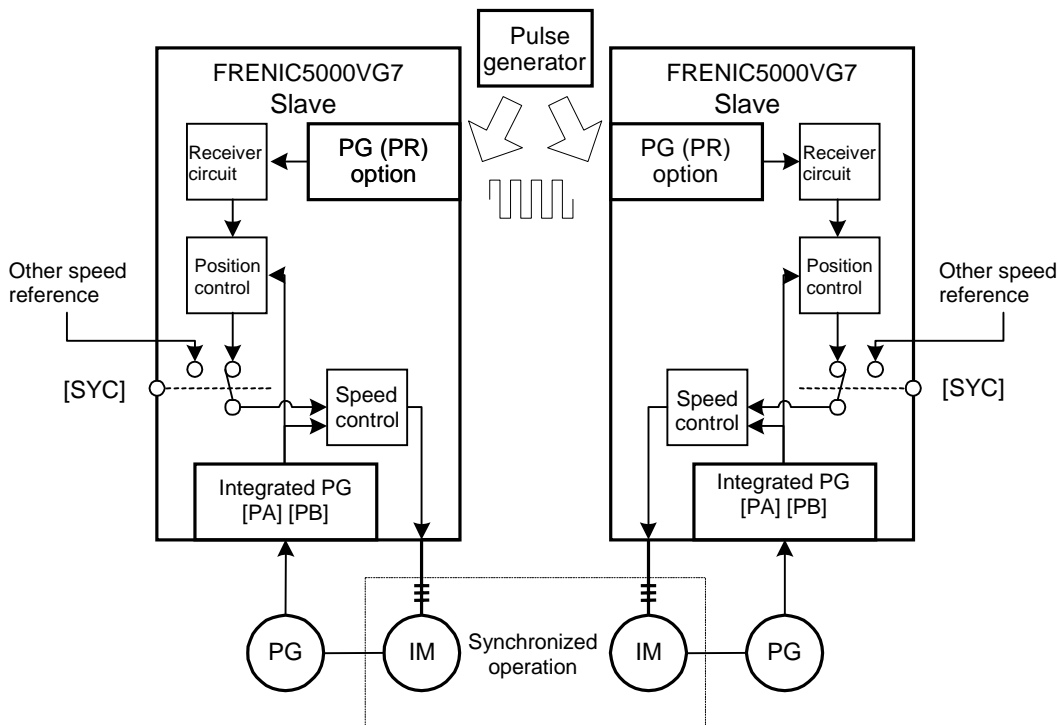 Pulse
generator
FRENIC5000VG7
Slave
PG (PR)
option
Receiver
circuit
Position
control
Other speed
reference
[SYC]
Speed
control
Integrated PG
[PA] [PB]
PG
IM
FRENIC5000VG7
Slave
PG (PR)
option
Receiver
circuit
Position
control
Other speed
reference
[SYC]
Speed
control
Integrated PG
[PA] [PB]
Synchronized
operation
IM
PG